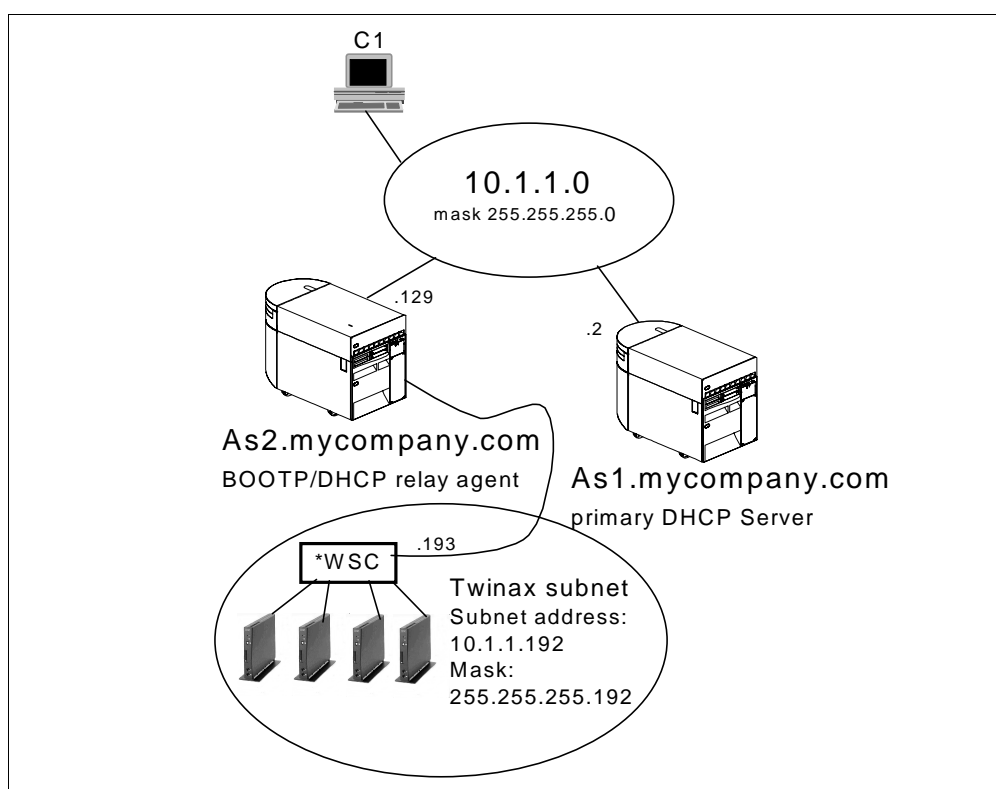 C1
10.1.1.0
mask 255.255.255.0
.129
.2
As2.mycompany.com
BOOTP/DHCP relay agent
As1.mycompany.com
primary DHCP Server
.193
*WSC
Twinax subnet
Subnet address:
10.1.1.192
Mask:
255.255.255.192